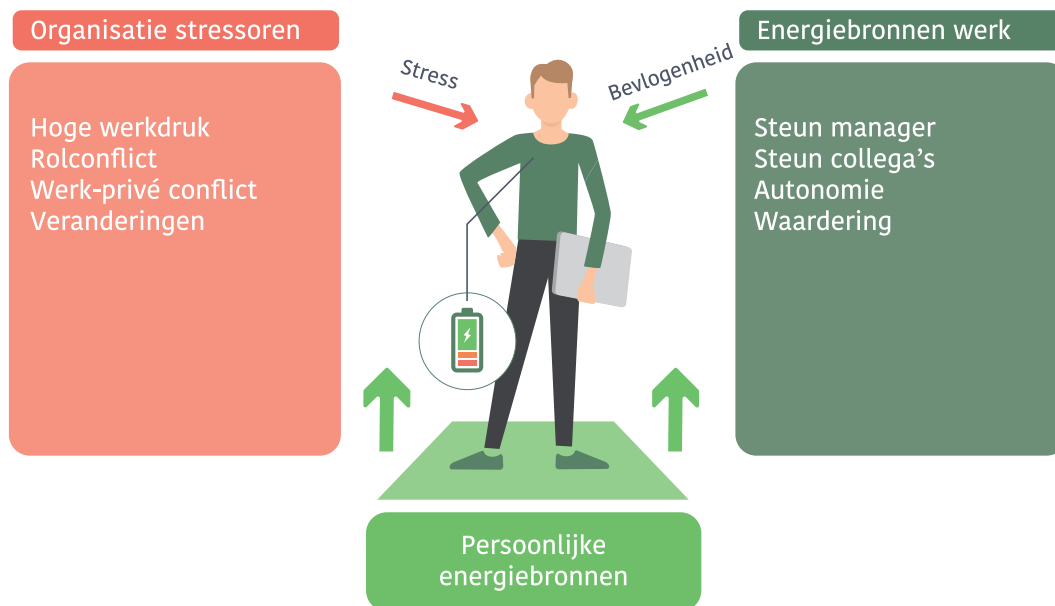 Organisatie stressoren
Hoge werkdruk
Rolconflict
Werk-privé conflict
Veranderingen
Stress
Bevlogenheid
Energiebronnen werk
Steun manager
Steun collega's
Autonomie
Waardering
Persoonlijke
energiebronnen